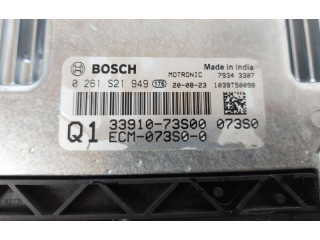 BOSCH
Made in India
MOTRONIC 7934 3307
0 261 S21 949 176 20-08-23 1039T50098
Q1 33910-73S00 073S0
ECM-073S0-0